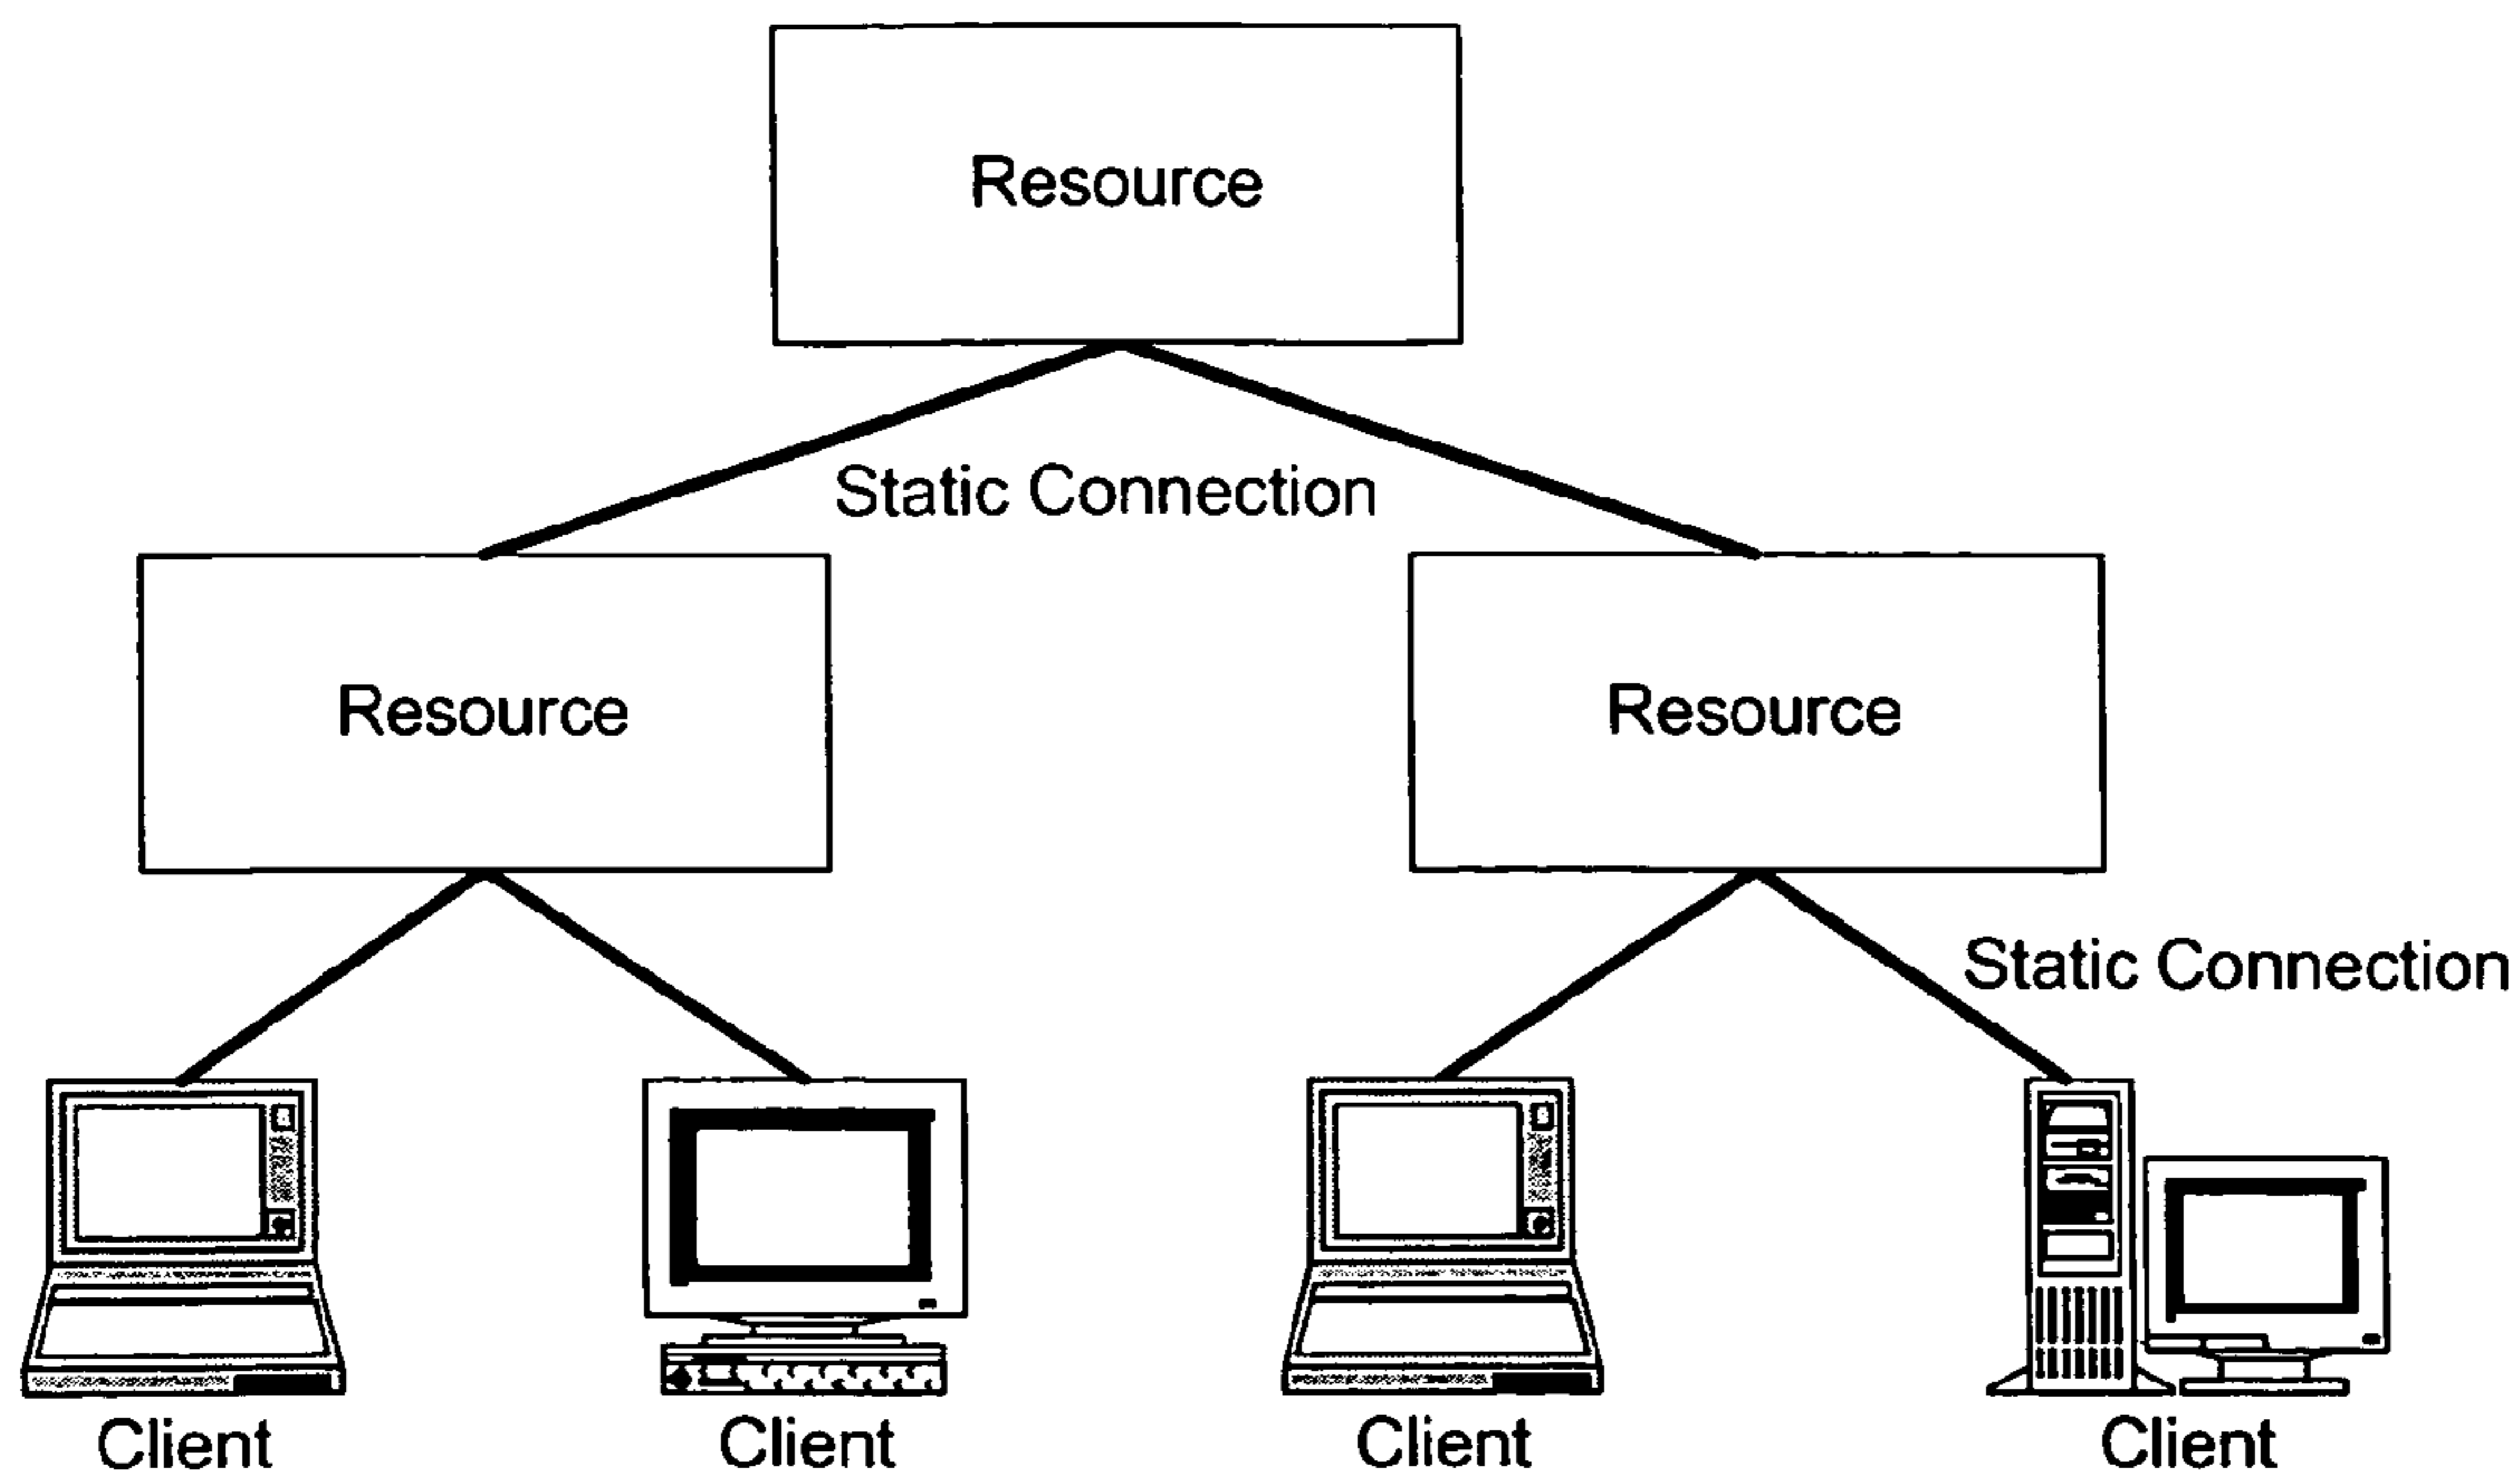 Resource
Static Connection
Resource
Resource
Static Connection
Client
Client
Client
Client